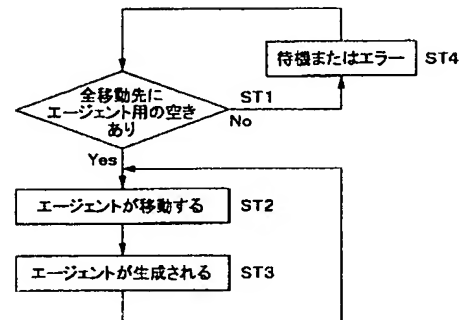 待機またはエラー
ST4
全移動先に
エージェント用の空き
あり
ST1
No
Yes
エージェントが移動する
ST2
エージェントが生成される
ST3